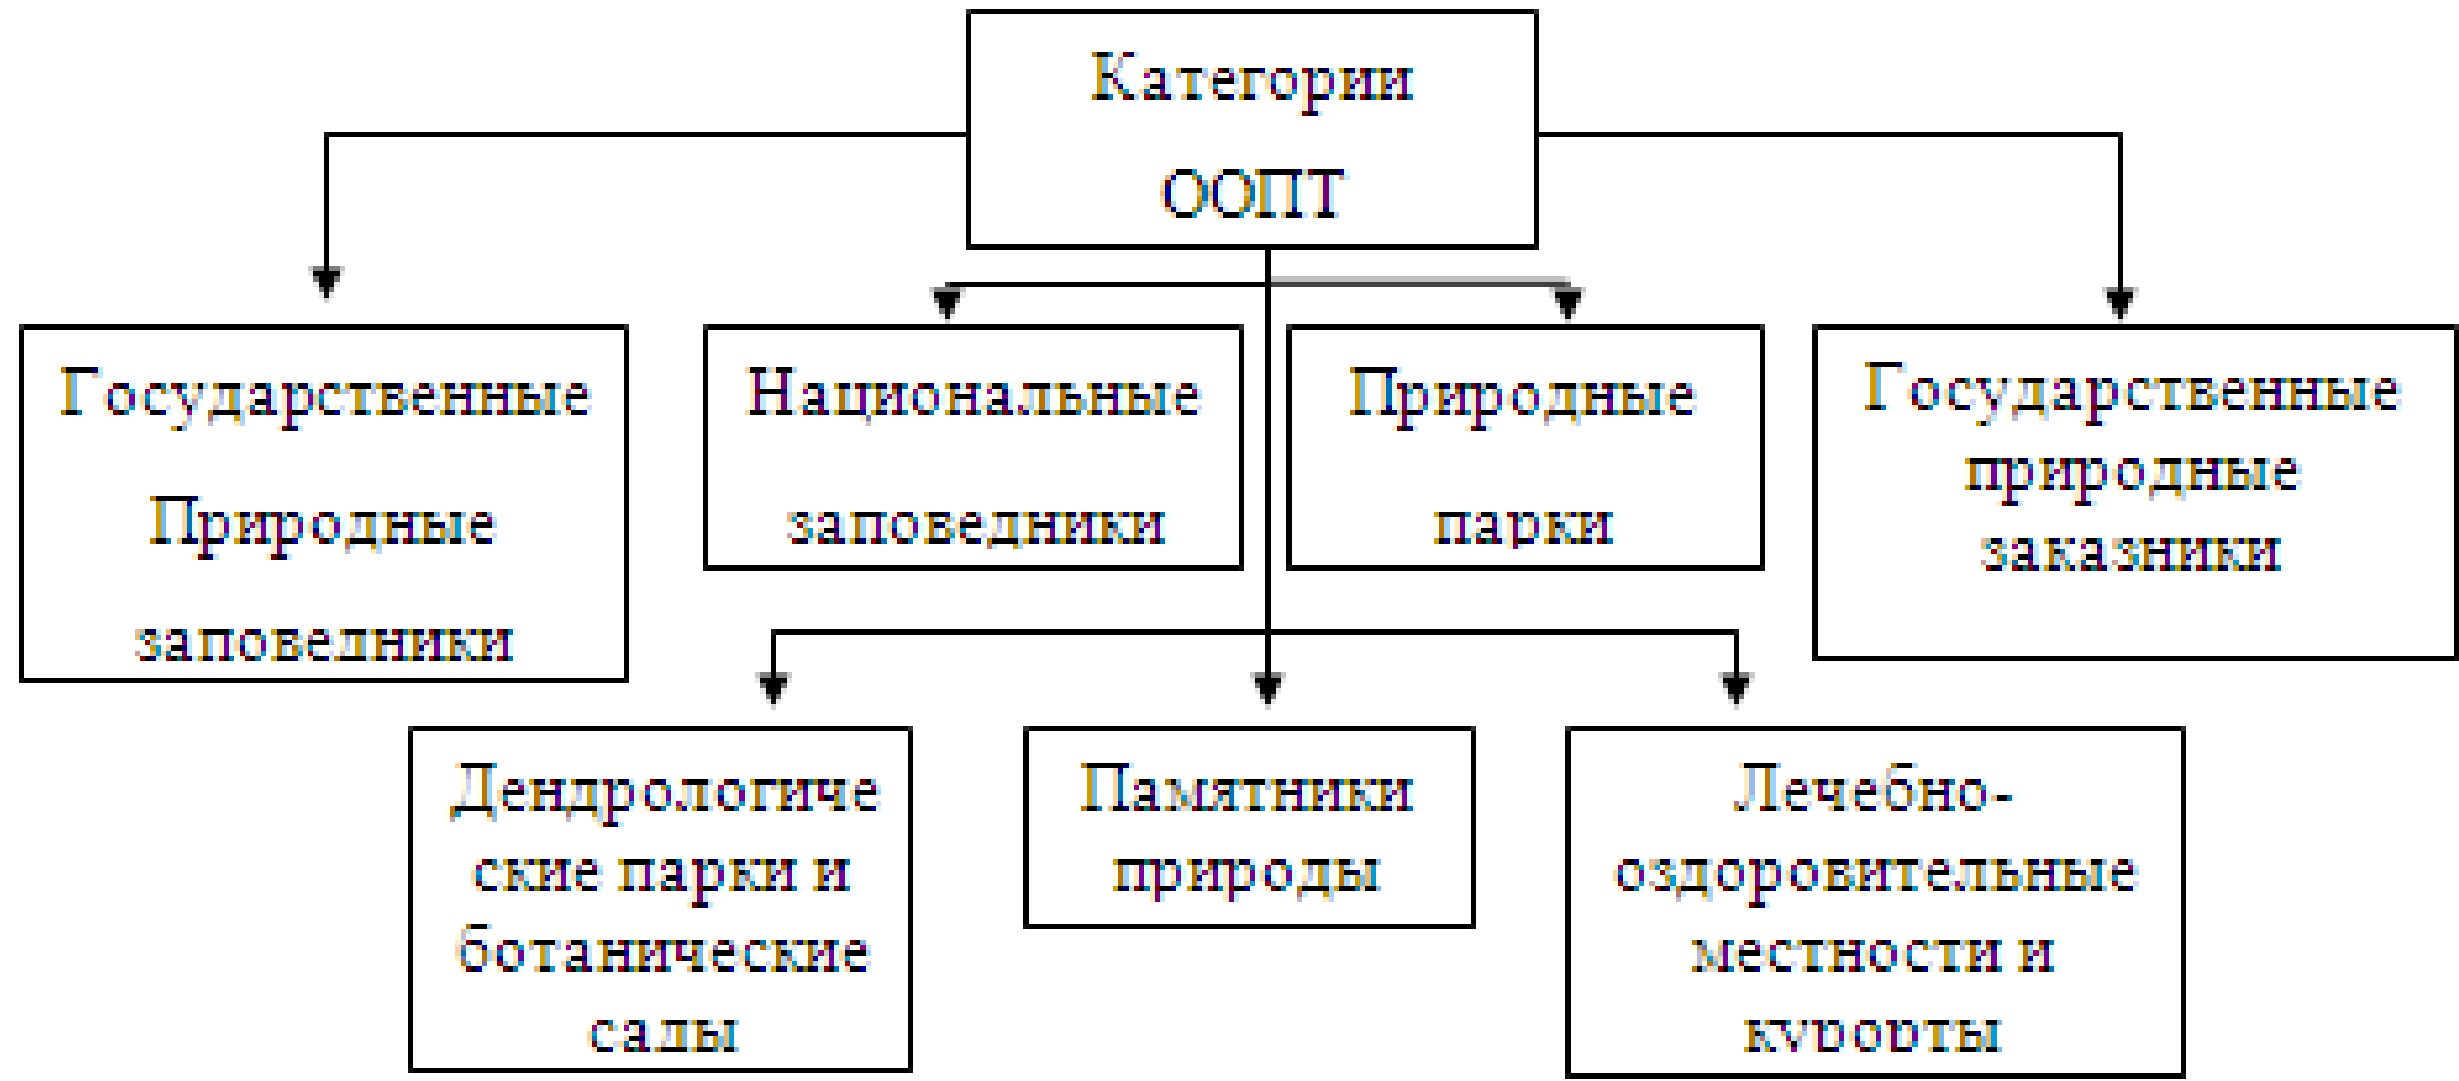 Категории
ООПТ
Государственные
Природные
заповедники
Национальные
заповедники
Природные
парки
Государственные
природные
заказники
Дендрологиче
ские парки и
ботанические
сады
Памятники
природы
Лечебно-
оздоровительные
местности и
курорты